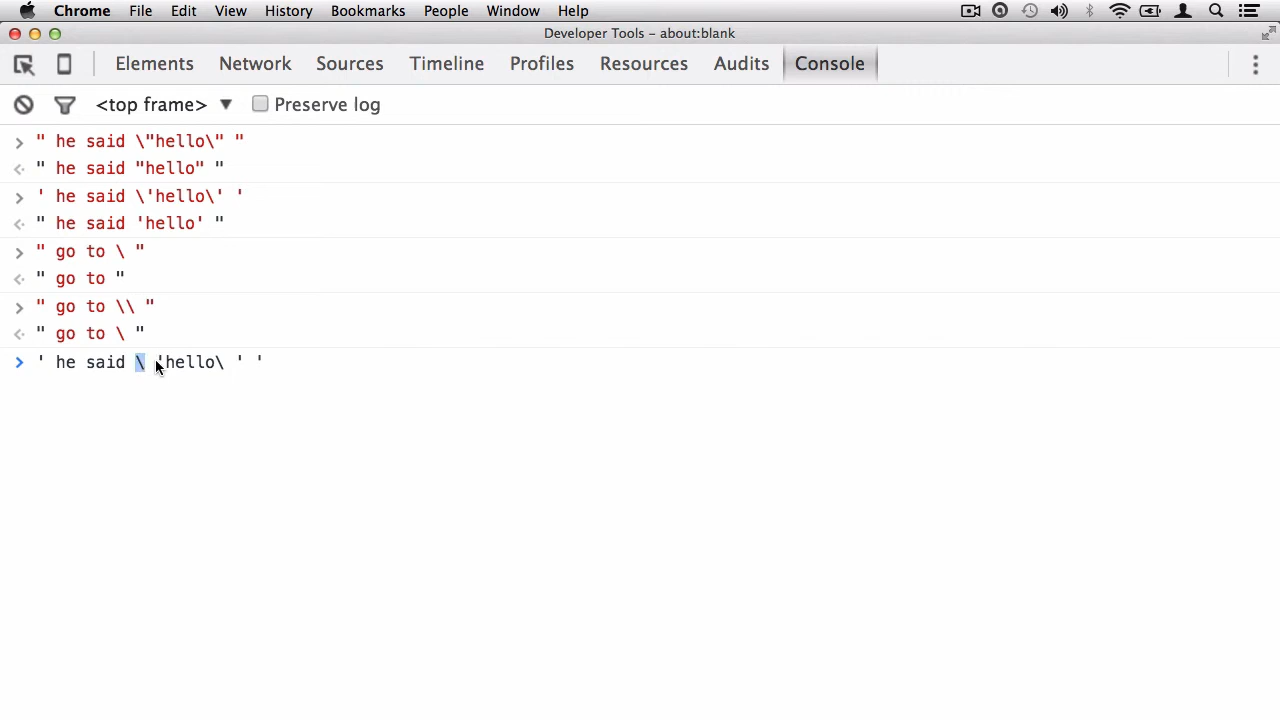 Chrome File Edit View History Bookmarks People Window Help
Developer Tools - about:blank
Elements Network Sources Timeline Profiles Resources Audits Console
<top frame> ▼ Preserve log
> " he said \"hello\" "
< " he said "hello" "
> ' he said \'hello\' '
< " he said 'hello' "
> " go to \ "
< " go to "
> " go to \\ "
< " go to \ "
> ' he said \ 'hello\ ' '